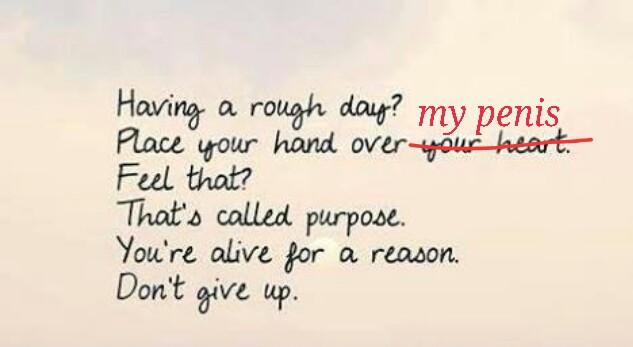 Having a rough day?
my penis
Place your hand over your heart.
Feel that?
That's called purpose.
You're alive for a reason.
Don't give up.